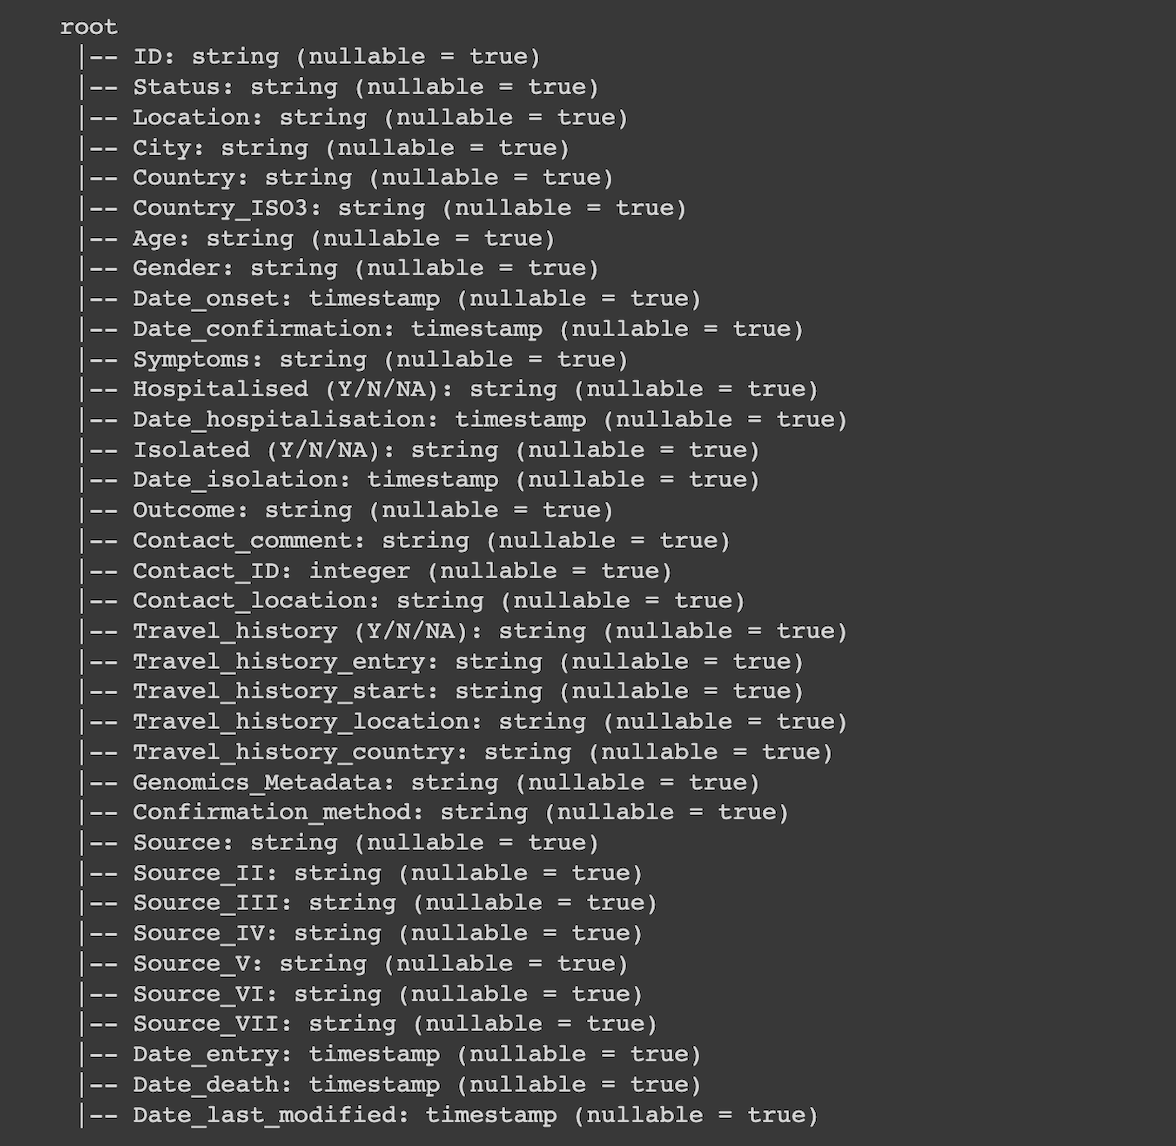 root
|-- ID: string (nullable = true)
|-- Status: string (nullable = true)
|-- Location: string (nullable = true)
|-- City: string (nullable = true)
|-- Country: string (nullable = true)
|-- Country_ISO3: string (nullable = true)
|-- Age: string (nullable = true)
|-- Gender: string (nullable = true)
|-- Date_onset: timestamp (nullable = true)
|-- Date_confirmation: timestamp (nullable = true)
|-- Symptoms: string (nullable = true)
|-- Hospitalised (Y/N/NA): string (nullable = true)
|-- Date_hospitalisation: timestamp (nullable = true)
|-- Isolated (Y/N/NA): string (nullable = true)
|-- Date_isolation: timestamp (nullable = true)
|-- Outcome: string (nullable = true)
|-- Contact_comment: string (nullable = true)
|-- Contact_ID: integer (nullable = true)
|-- Contact_location: string (nullable = true)
|-- Travel_history (Y/N/NA): string (nullable = true)
|-- Travel_history_entry: string (nullable = true)
|-- Travel_history_start: string (nullable = true)
|-- Travel_history_location: string (nullable = true)
|-- Travel_history_country: string (nullable = true)
|-- Genomics_Metadata: string (nullable = true)
|-- Confirmation_method: string (nullable = true)
|-- Source: string (nullable = true)
|-- Source_II: string (nullable = true)
|-- Source_III: string (nullable = true)
|-- Source_IV: string (nullable = true)
|-- Source_V: string (nullable = true)
|-- Source_VI: string (nullable = true)
|-- Source_VII: string (nullable = true)
|-- Date_entry: timestamp (nullable = true)
|-- Date_death: timestamp (nullable = true)
|-- Date_last_modified: timestamp (nullable = true)